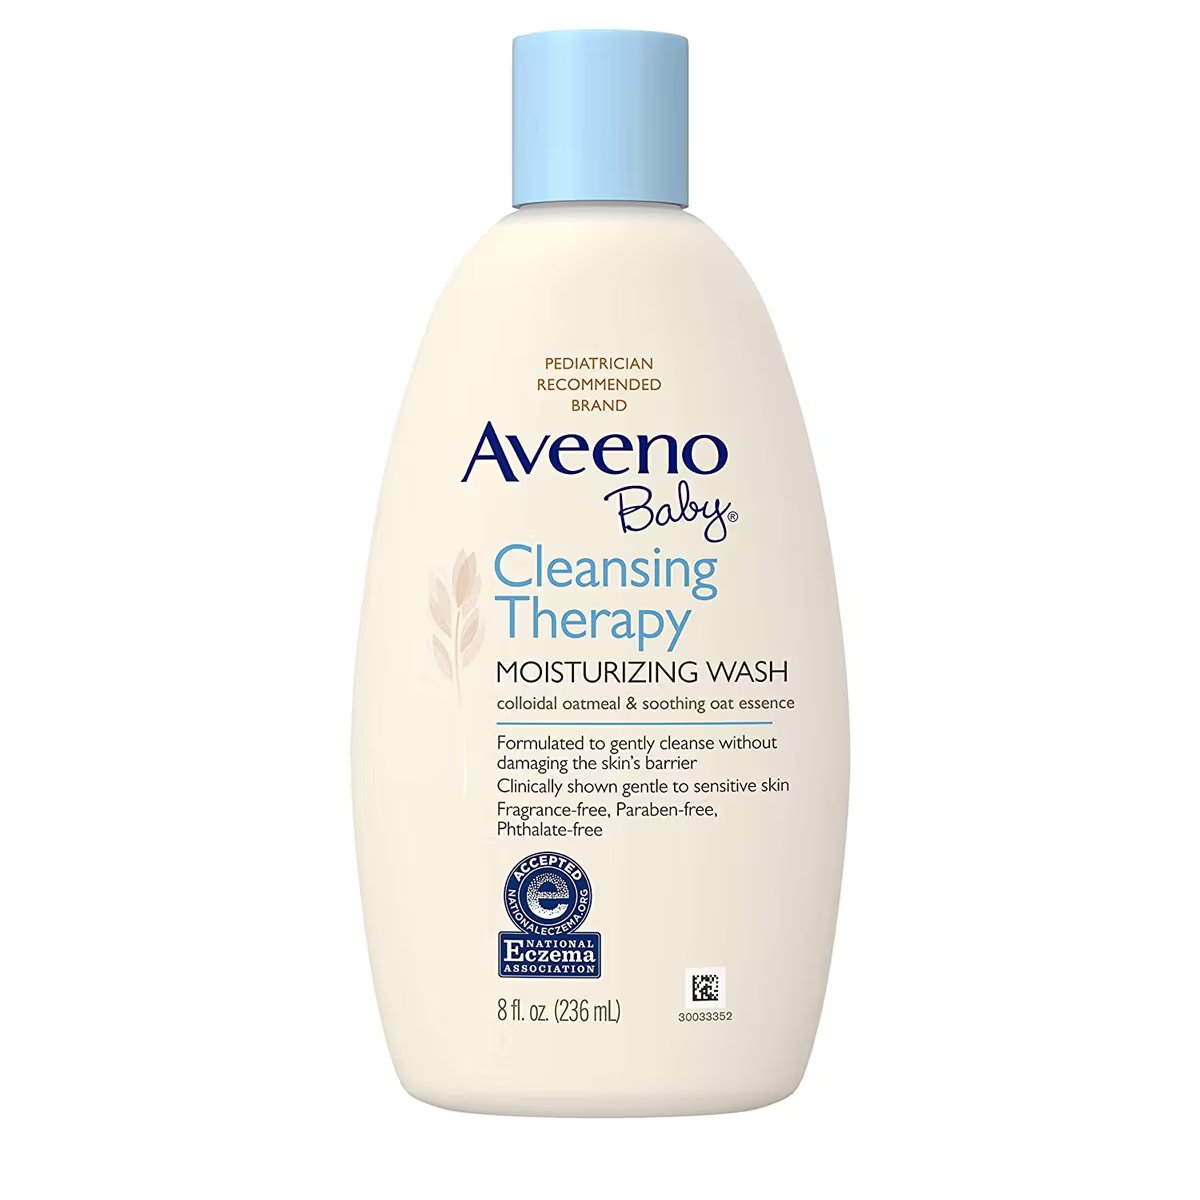 PEDIATRICIAN
RECOMMENDED
BRAND
Aveeno
Baby®
Cleansing
Therapy
MOISTURIZING WASH
colloidal oatmeal & soothing oat essence
Formulated to gently cleanse without
damaging the skin's barrier
Clinically shown gentle to sensitive skin
Fragrance-free, Paraben-free,
Phthalate-free
ACCEPTED
e
NATIONALECZEMA.ORG
NATIONAL
Eczema
ASSOCIATION
8 fl. oz. (236 mL)
30033352